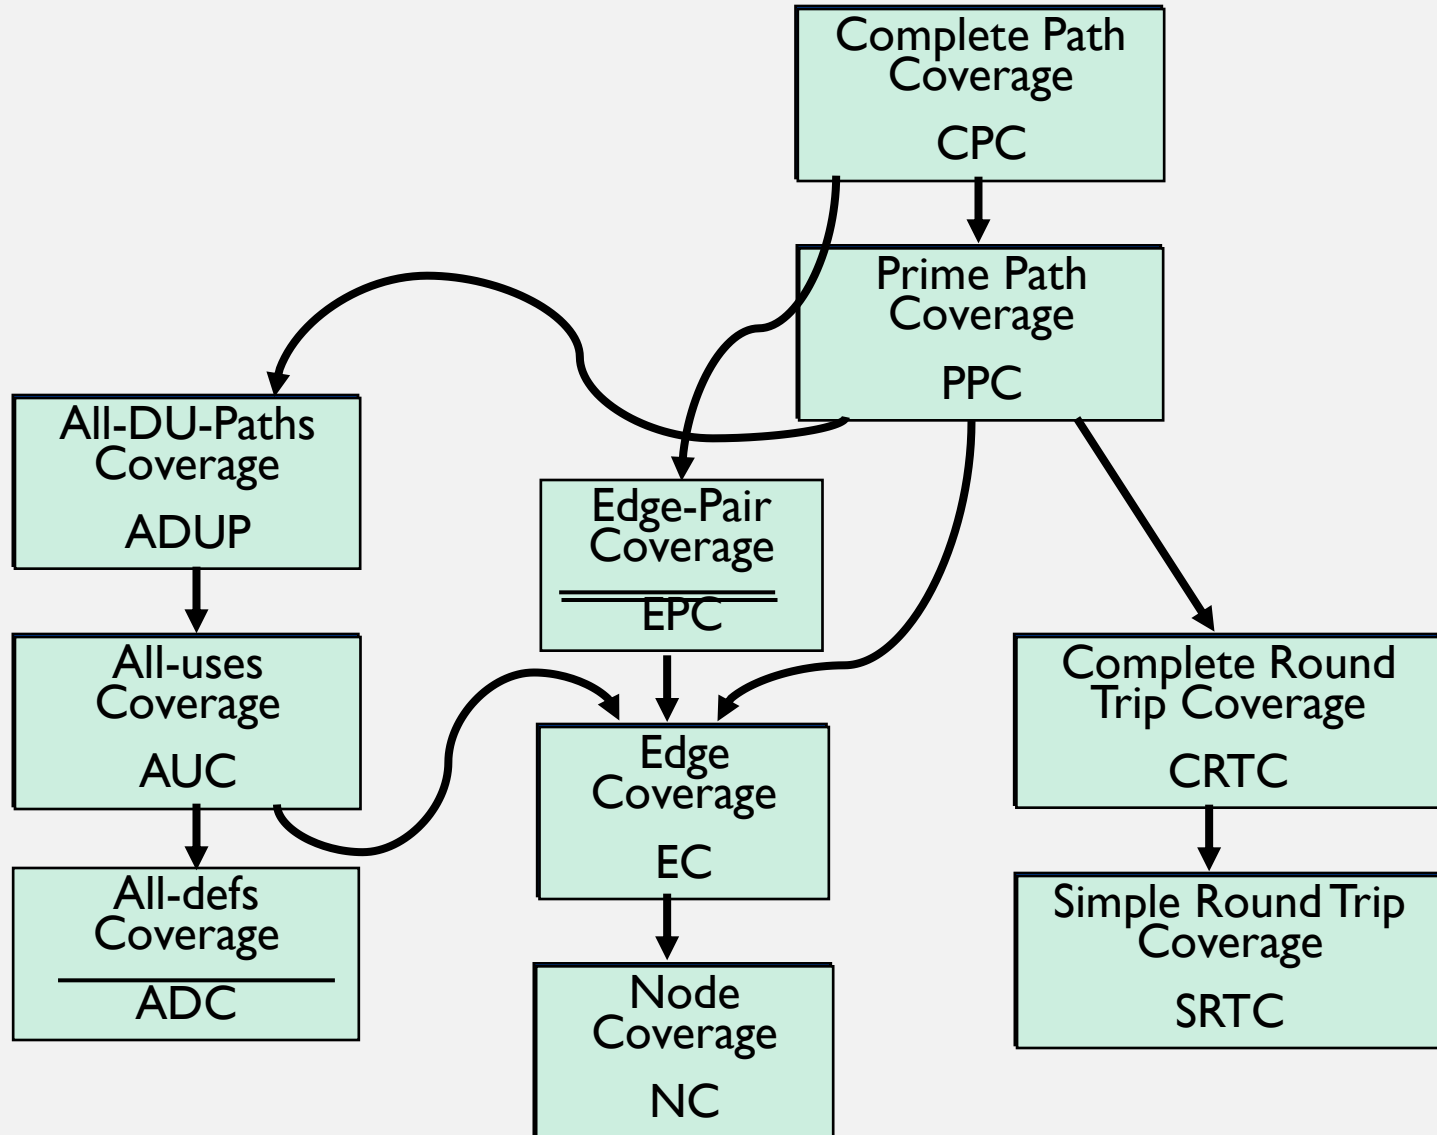 Complete Path
Coverage
CPC
Prime Path
Coverage
PPC
All-DU-Paths
Coverage
ADUP
Edge-Pair
Coverage
EPC
All-uses
Coverage
AUC
Complete Round
Trip Coverage
CRTC
Edge
Coverage
EC
All-defs
Coverage
ADC
Simple Round Trip
Coverage
SRTC
Node
Coverage
NC